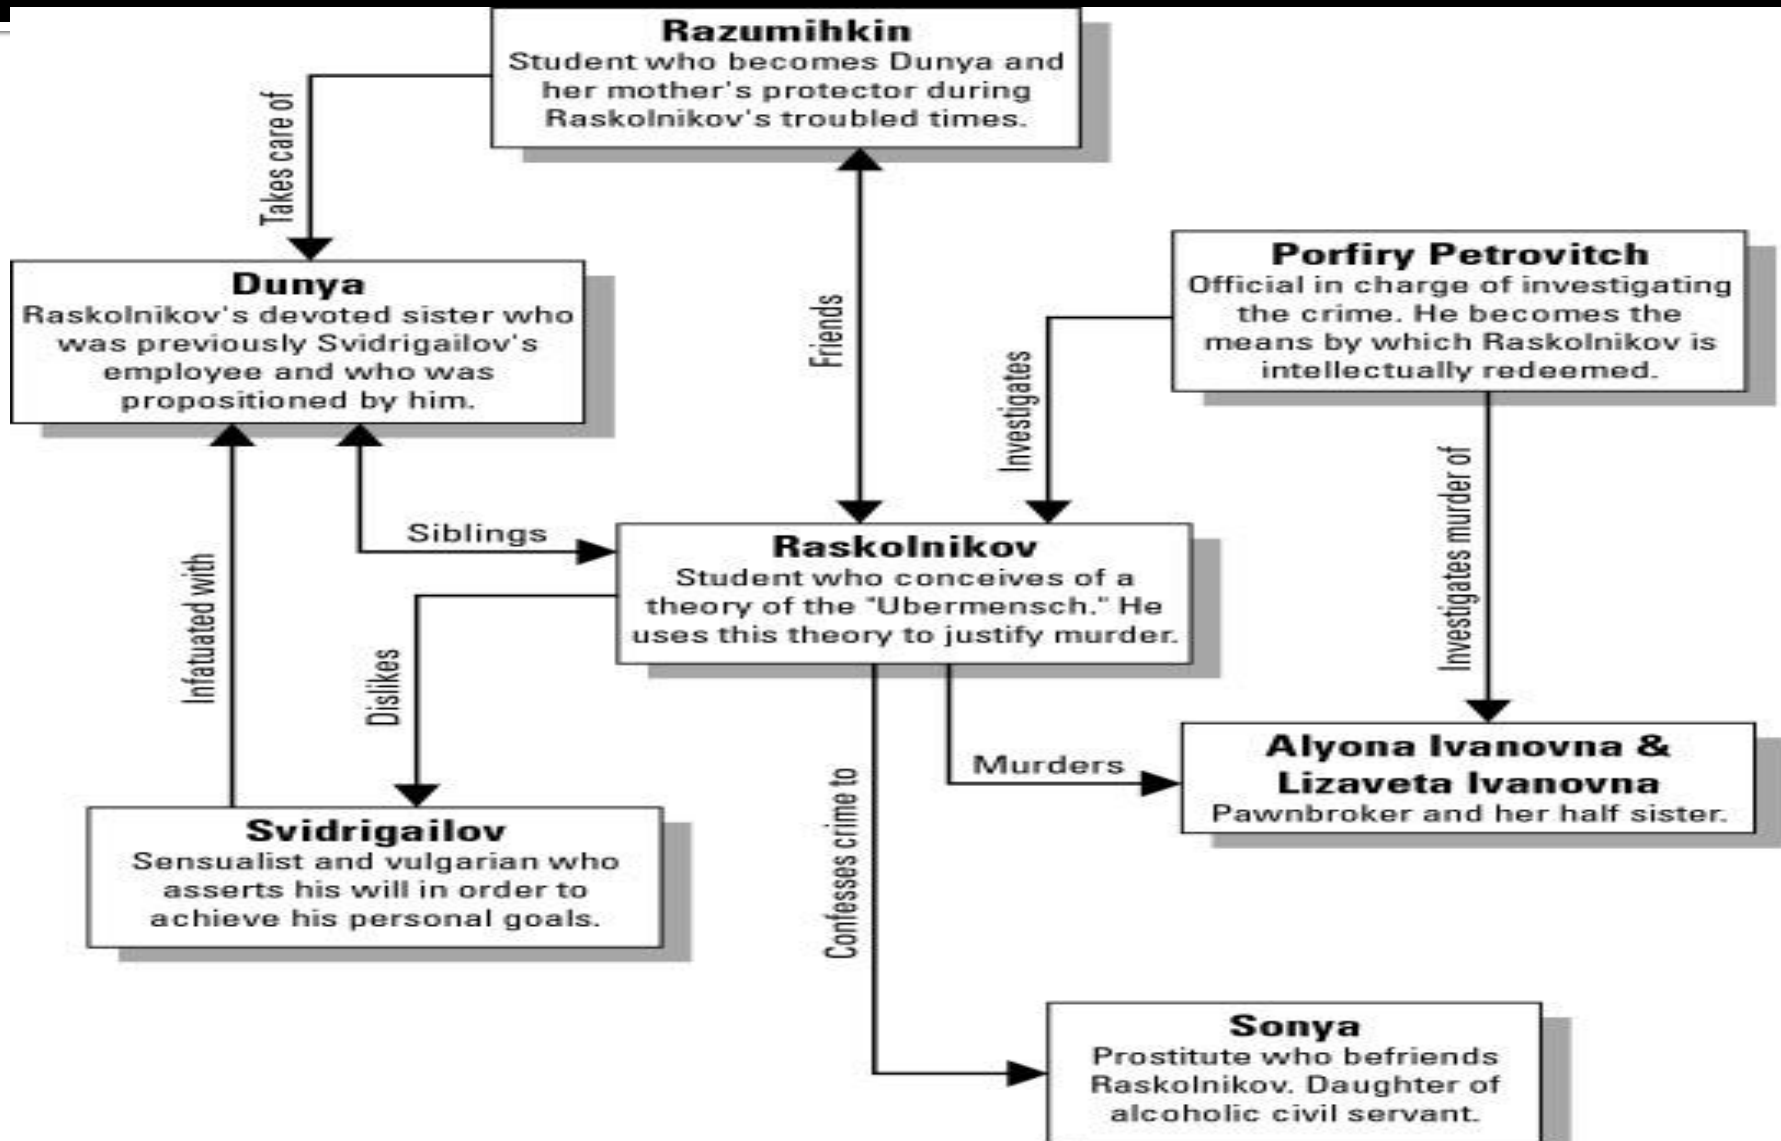 Razumihkin
Student who becomes Dunya and
her mother's protector during
Raskolnikov's troubled times.
Takes care of
Dunya
Raskolnikov's devoted sister who
was previously Svidrigailov's
employee and who was
propositioned by him.
Friends
Porfiry Petrovitch
Official in charge of investigating
the crime. He becomes the
means by which Raskolnikov is
intellectually redeemed.
Investigates
Investigates murder of
Siblings
Raskolnikov
Student who conceives of a
theory of the "Ubermensch." He
uses this theory to justify murder.
Infatuated with
Dislikes
Murders
Alyona Ivanovna &
Lizaveta Ivanovna
Pawnbroker and her half sister.
Svidrigailov
Sensualist and vulgarian who
asserts his will in order to
achieve his personal goals.
Confesses crime to
Sonya
Prostitute who befriends
Raskolnikov. Daughter of
alcoholic civil servant.